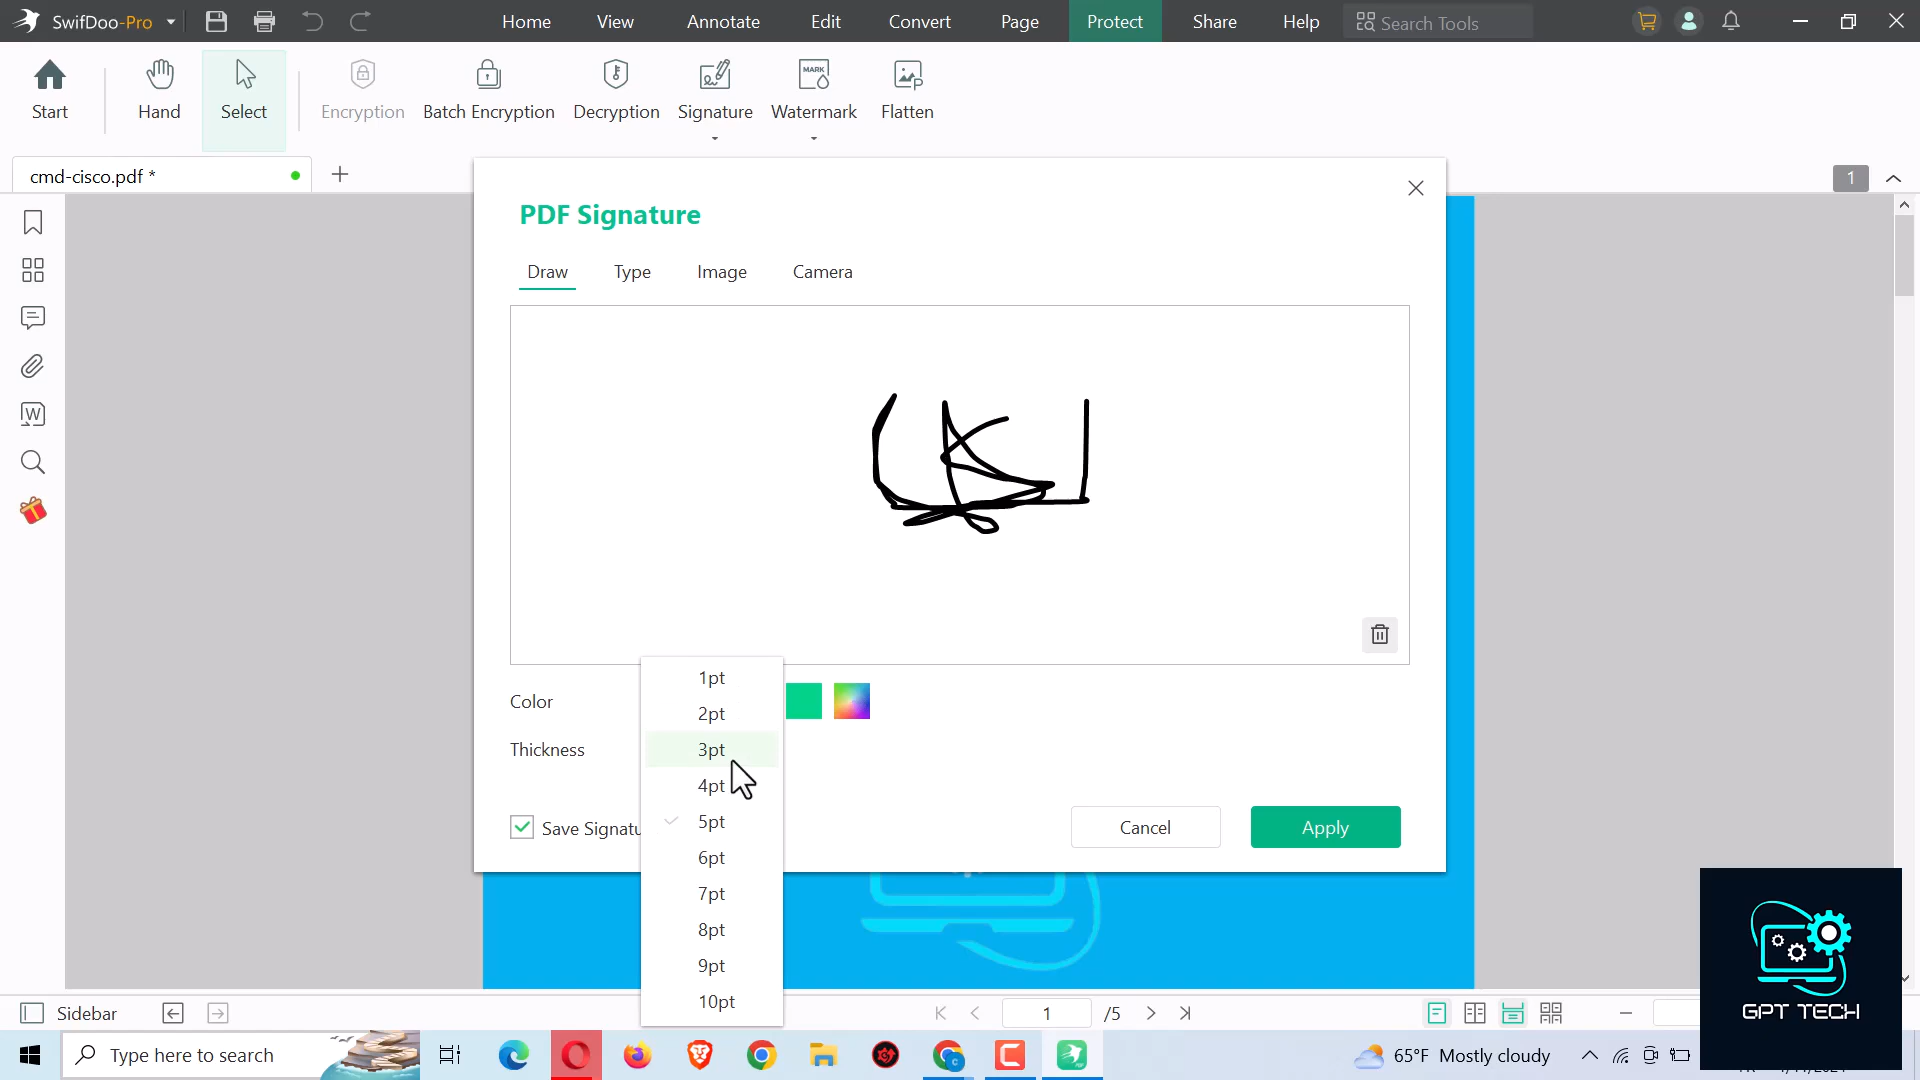 SwifDoo-Pro
Home
View
Annotate
Edit
Convert
Page
Protect
Share
Help
Search Tools
Start
Hand
Select
Encryption
Batch Encryption
Decryption
Signature
MARK
Watermark
Flatten
cmd-cisco.pdf *
1
PDF Signature
Draw
Type
Image
Camera
Color
Thickness
1pt
2pt
3pt
4pt
5pt
6pt
7pt
8pt
9pt
10pt
Cancel
Apply
Sidebar
1
/5
GPT TECH
Type here to search
65°F Mostly cloudy